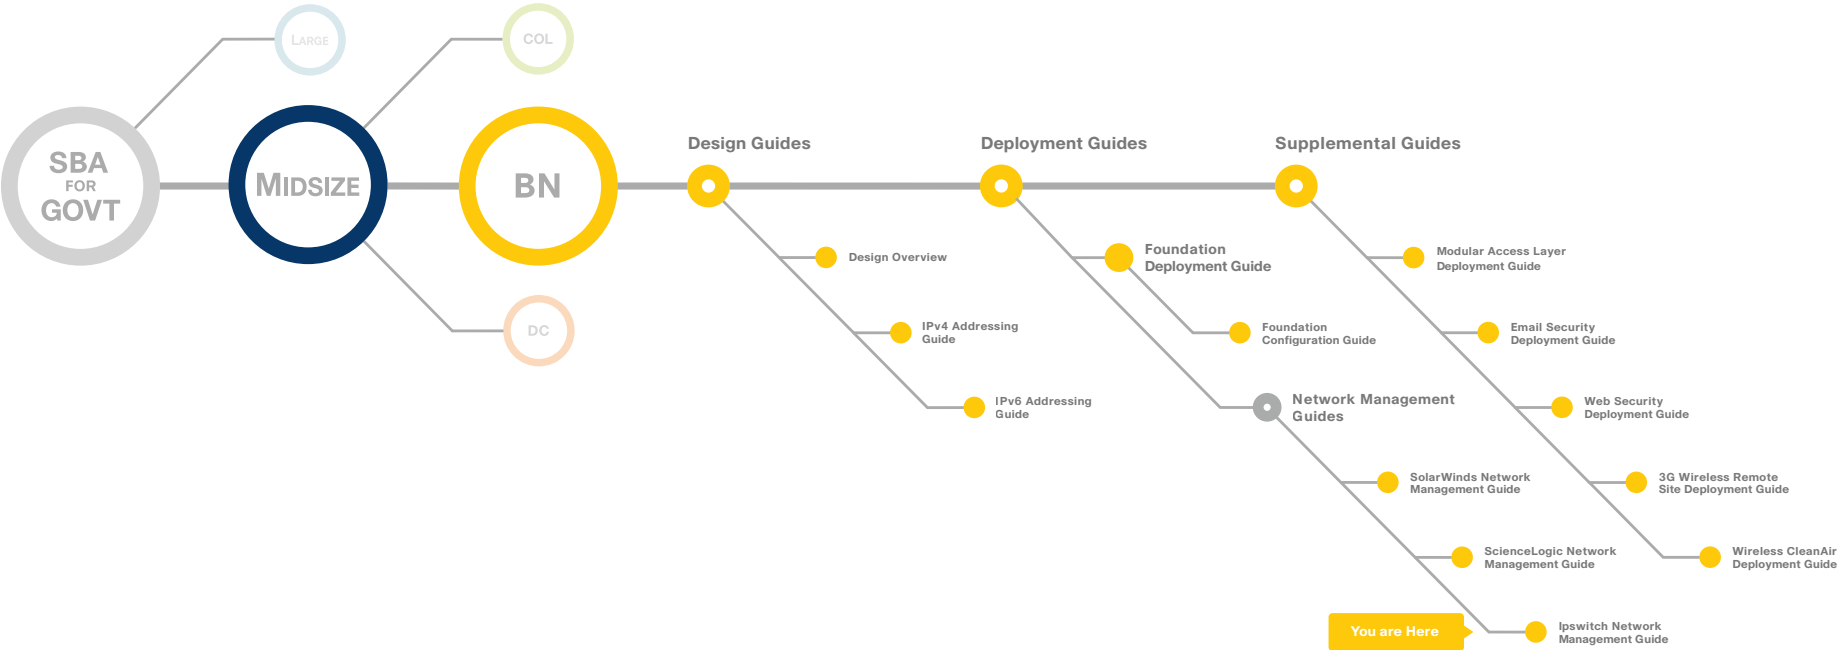 LARGE
COL
SBA
FOR
GOVT
MIDSIZE
BN
DC
Design Guides
Design Overview
IPv4 Addressing
Guide
IPv6 Addressing
Guide
Deployment Guides
Foundation
Deployment Guide
Foundation
Configuration Guide
Network Management
Guides
SolarWinds Network
Management Guide
ScienceLogic Network
Management Guide
You are Here
Ipswitch Network
Management Guide
Supplemental Guides
Modular Access Layer
Deployment Guide
Email Security
Deployment Guide
Web Security
Deployment Guide
3G Wireless Remote
Site Deployment Guide
Wireless CleanAir
Deployment Guide